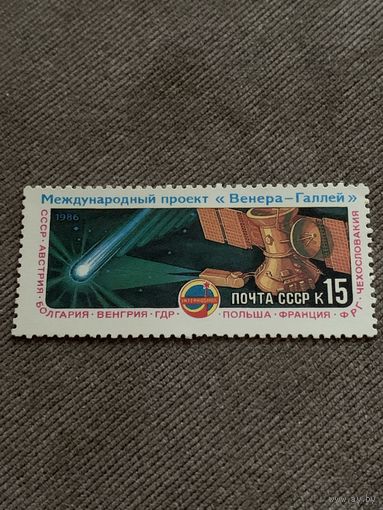 Международный проект «Венера–Галлей»
1986
СССР · АВСТРИЯ · БОЛГАРИЯ · ВЕНГРИЯ · ГДР ·
· ПОЛЬША · ФРАНЦИЯ · ФРГ · ЧЕХОСЛОВАКИЯ
INTERKOSMOS
ПОЧТА СССР К 15